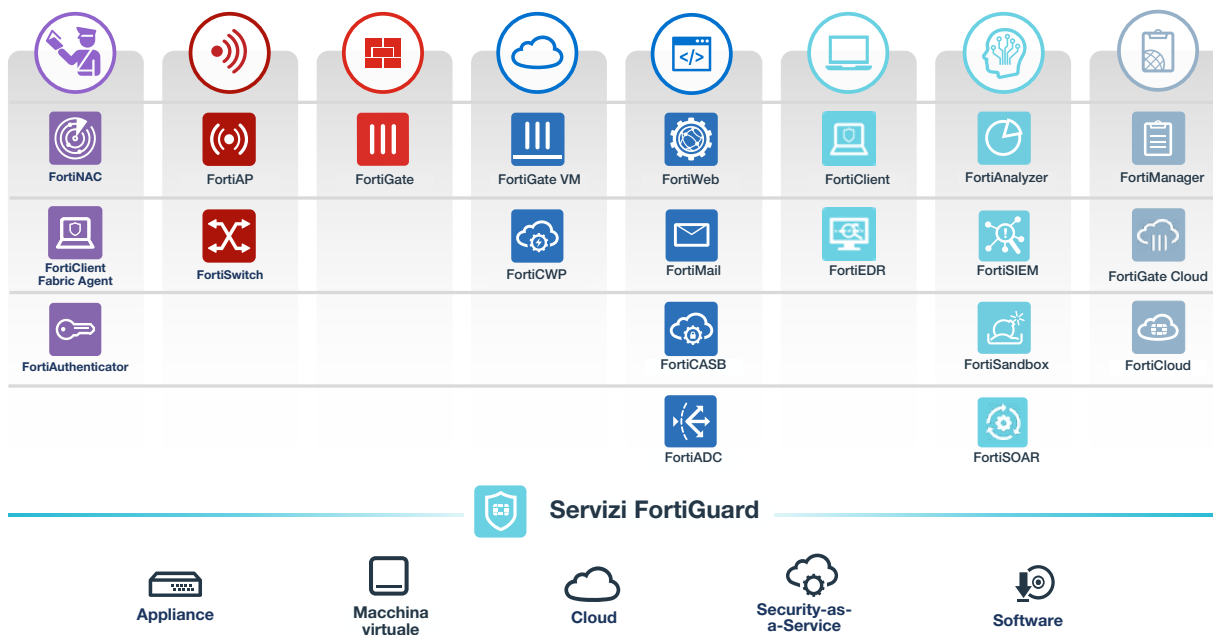 </>
FortiNAC
FortiAP
FortiGate
FortiGate VM
FortiWeb
FortiClient
FortiAnalyzer
FortiManager
FortiClient
Fabric Agent
FortiSwitch
FortiCWP
FortiMail
FortiEDR
FortiSIEM
FortiGate Cloud
FortiAuthenticator
FortiCASB
FortiSandbox
FortiCloud
FortiADC
FortiSOAR
Servizi FortiGuard
Appliance
Macchina
virtuale
Cloud
Security-as-
a-Service
Software